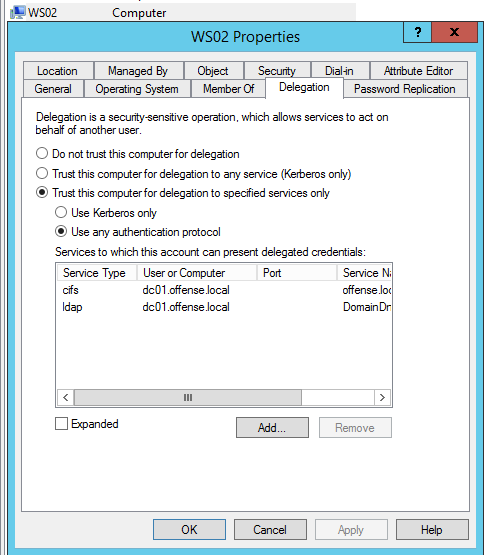 WS02 Computer
WS02 Properties
? x
Location Managed By Object Security Dial-in Attribute Editor
General Operating System Member Of Delegation Password Replication
Delegation is a security-sensitive operation, which allows services to act on
behalf of another user.
Do not trust this computer for delegation
Trust this computer for delegation to any service (Kerberos only)
Trust this computer for delegation to specified services only
Use Kerberos only
Use any authentication protocol
Services to which this account can present delegated credentials:
Service Type User or Computer Port Service Na
cifs dc01.offense.local offense.loc
ldap dc01.offense.local DomainDn
Expanded Add... Remove
OK Cancel Apply Help